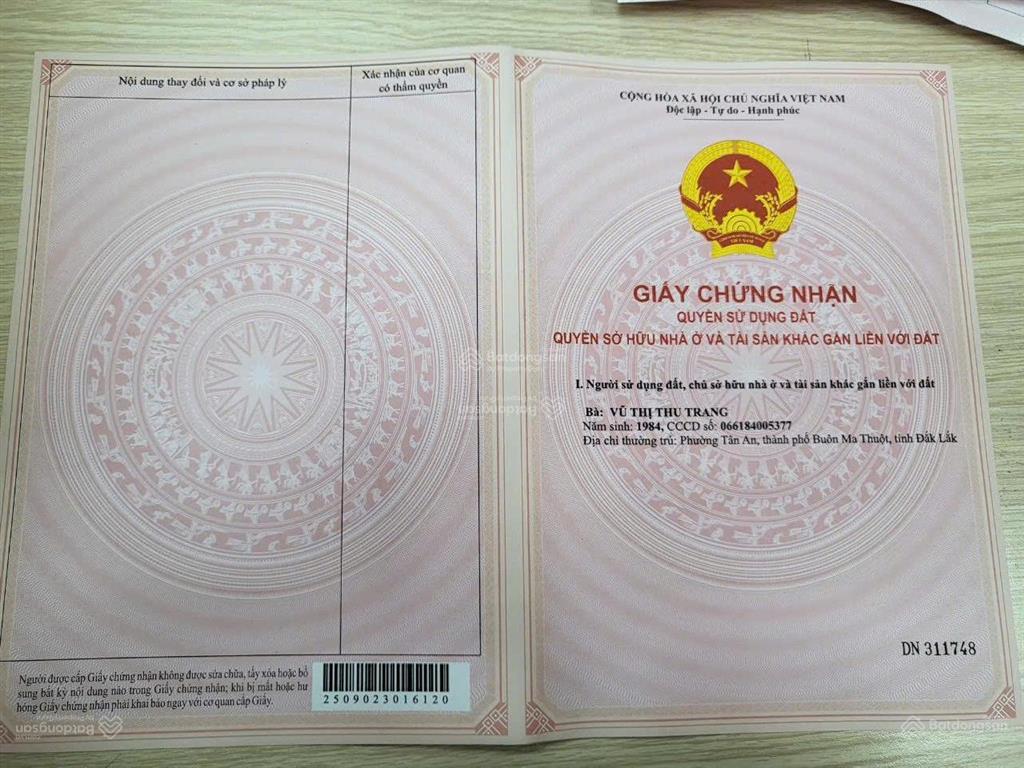 Nội dung thay đổi và cơ sở pháp lý
Xác nhận của cơ quan
có thẩm quyền
Người được cấp Giấy chứng nhận không được sửa chữa, tẩy xóa hoặc bổ
sung bất kỳ nội dung nào trong Giấy chứng nhận; khi bị mất hoặc hư
hỏng Giấy chứng nhận phải khai báo ngay với cơ quan cấp Giấy.
2509023016120
CỘNG HÒA XÃ HỘI CHỦ NGHĨA VIỆT NAM
Độc lập - Tự do - Hạnh phúc
VIỆT NAM
GIẤY CHỨNG NHẬN
QUYỀN SỬ DỤNG ĐẤT
QUYỀN SỞ HỮU NHÀ Ở VÀ TÀI SẢN KHÁC GẮN LIỀN VỚI ĐẤT
I. Người sử dụng đất, chủ sở hữu nhà ở và tài sản khác gắn liền với đất
Bà: VŨ THỊ THU TRANG
Năm sinh: 1984, CCCD số: 066184005377
Địa chỉ thường trú: Phường Tân An, thành phố Buôn Ma Thuột, tỉnh Đắk Lắk
DN 311748
Batdongsan
Batdongsan
Batdongsan
Batdongsan